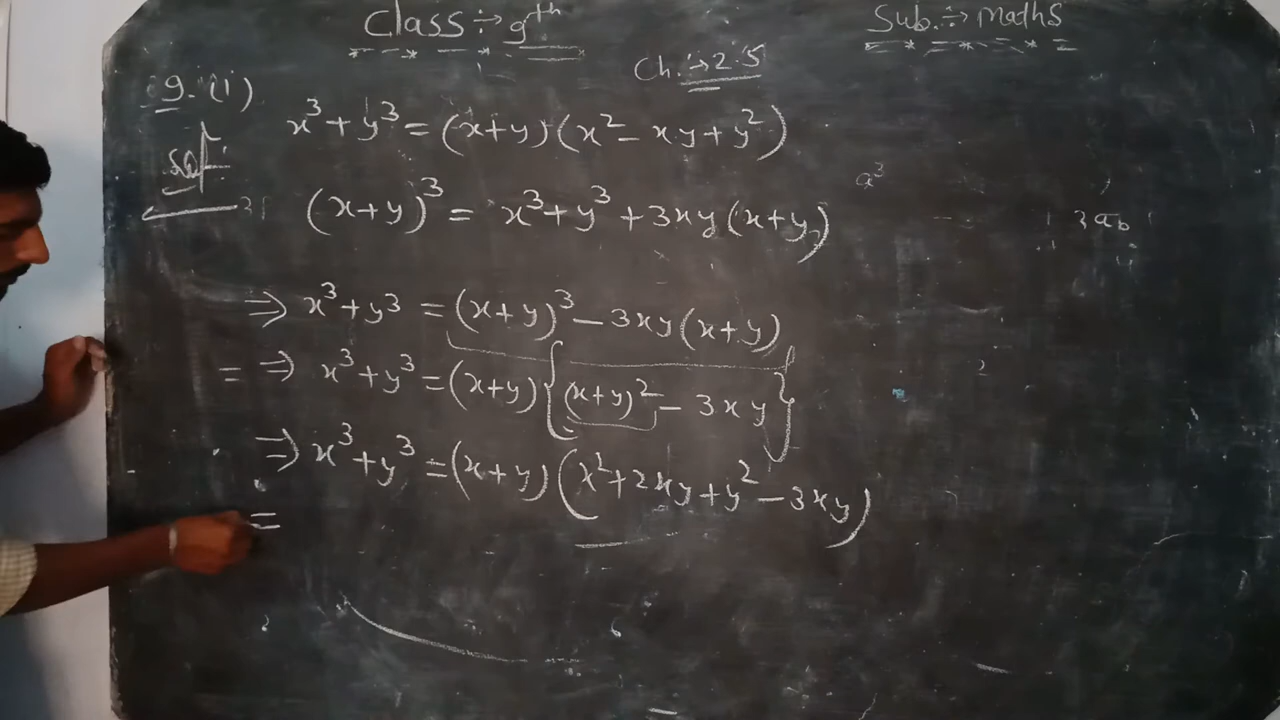 Class :- 9th
Sub. :- Maths
Ch. :→ 2.5
9. (i)
x³ + y³ = (x+y) (x² - xy + y²)
Sol.
a³
(x+y)³ = x³ + y³ + 3xy (x+y)
3ab
⇒ x³ + y³ = (x+y)³ - 3xy (x+y)
= ⇒ x³ + y³ = (x+y) { (x+y)² - 3xy }
⇒ x³ + y³ = (x+y) (x² + 2xy + y² - 3xy)
=